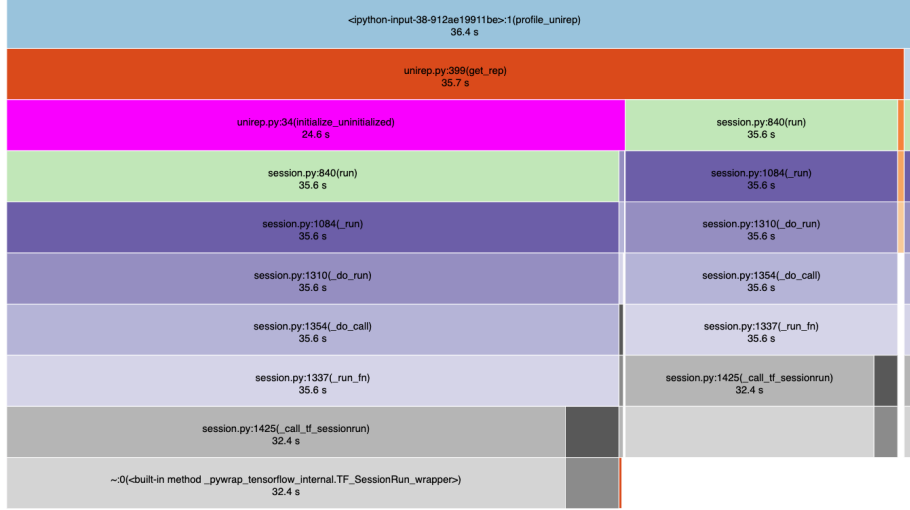 <ipython-input-38-912ae19911be>:1(profile_unirep)
36.4 s
unirep.py:399(get_rep)
35.7 s
unirep.py:34(initialize_uninitialized)
24.6 s
session.py:840(run)
35.6 s
session.py:840(run)
35.6 s
session.py:1084(_run)
35.6 s
session.py:1084(_run)
35.6 s
session.py:1310(_do_run)
35.6 s
session.py:1310(_do_run)
35.6 s
session.py:1354(_do_call)
35.6 s
session.py:1354(_do_call)
35.6 s
session.py:1337(_run_fn)
35.6 s
session.py:1337(_run_fn)
35.6 s
session.py:1425(_call_tf_sessionrun)
32.4 s
session.py:1425(_call_tf_sessionrun)
32.4 s
~:0(<built-in method _pywrap_tensorflow_internal.TF_SessionRun_wrapper>)
32.4 s